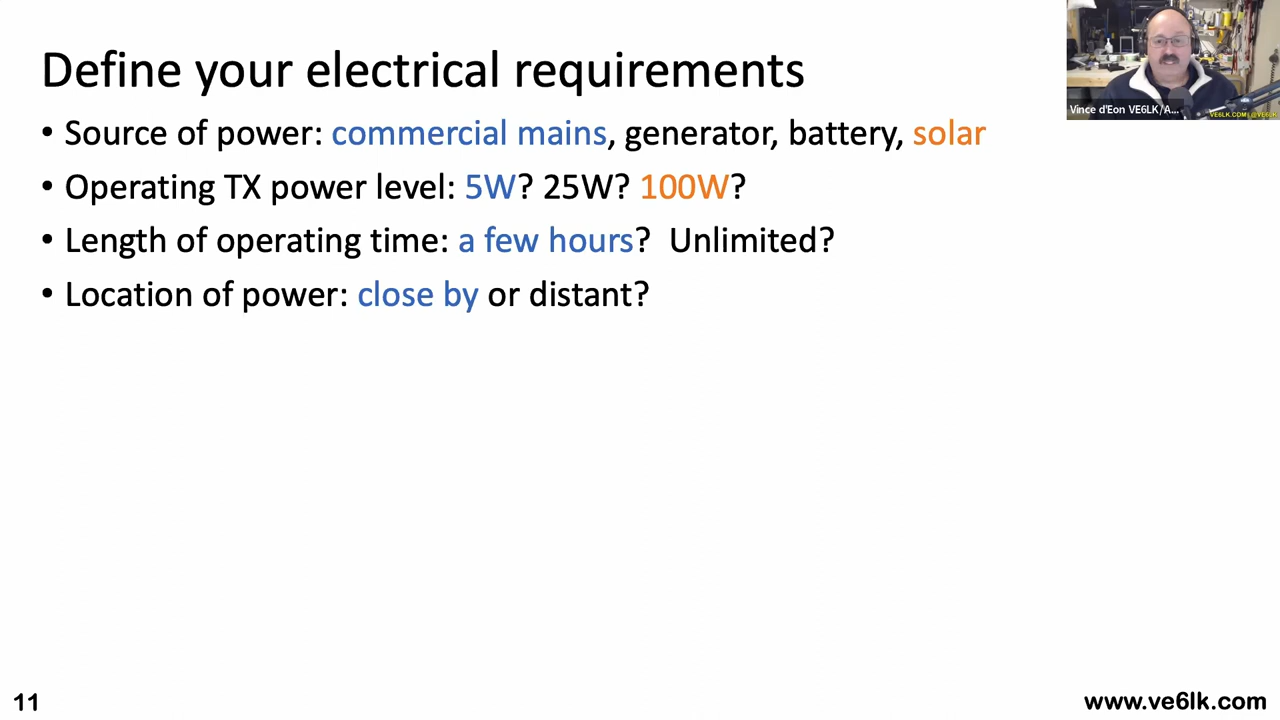 Define your electrical requirements
• Source of power: commercial mains, generator, battery, solar
• Operating TX power level: 5W? 25W? 100W?
• Length of operating time: a few hours? Unlimited?
• Location of power: close by or distant?
Vince d'Eon VE6LK/A...
VE6LK.COM | @VE6LK
11
www.ve6lk.com